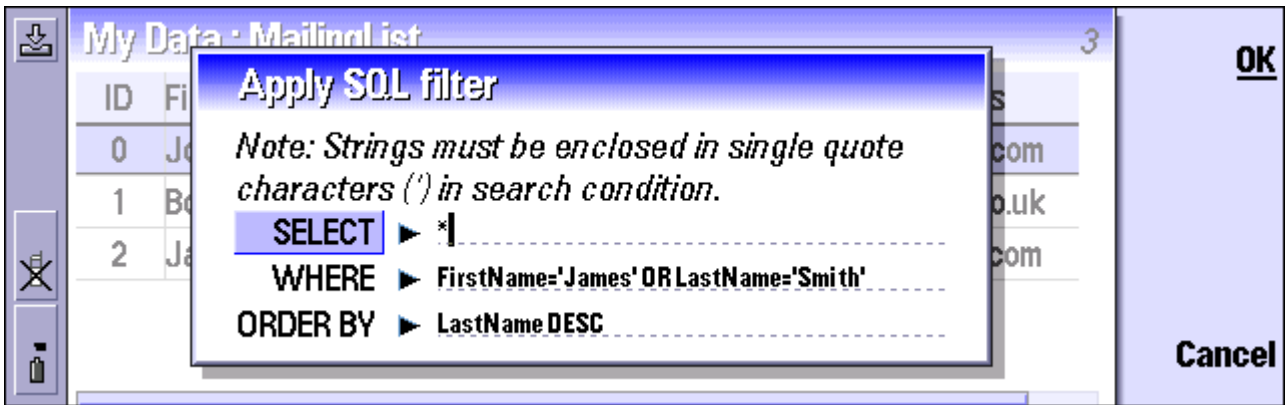 My Data : MailingList 3
OK
Apply SQL filter
ID
Note: Strings must be enclosed in single quote
0 com
characters (') in search condition.
1 o.uk
SELECT *
2 com
WHERE FirstName='James' OR LastName='Smith'
ORDER BY LastName DESC
Cancel